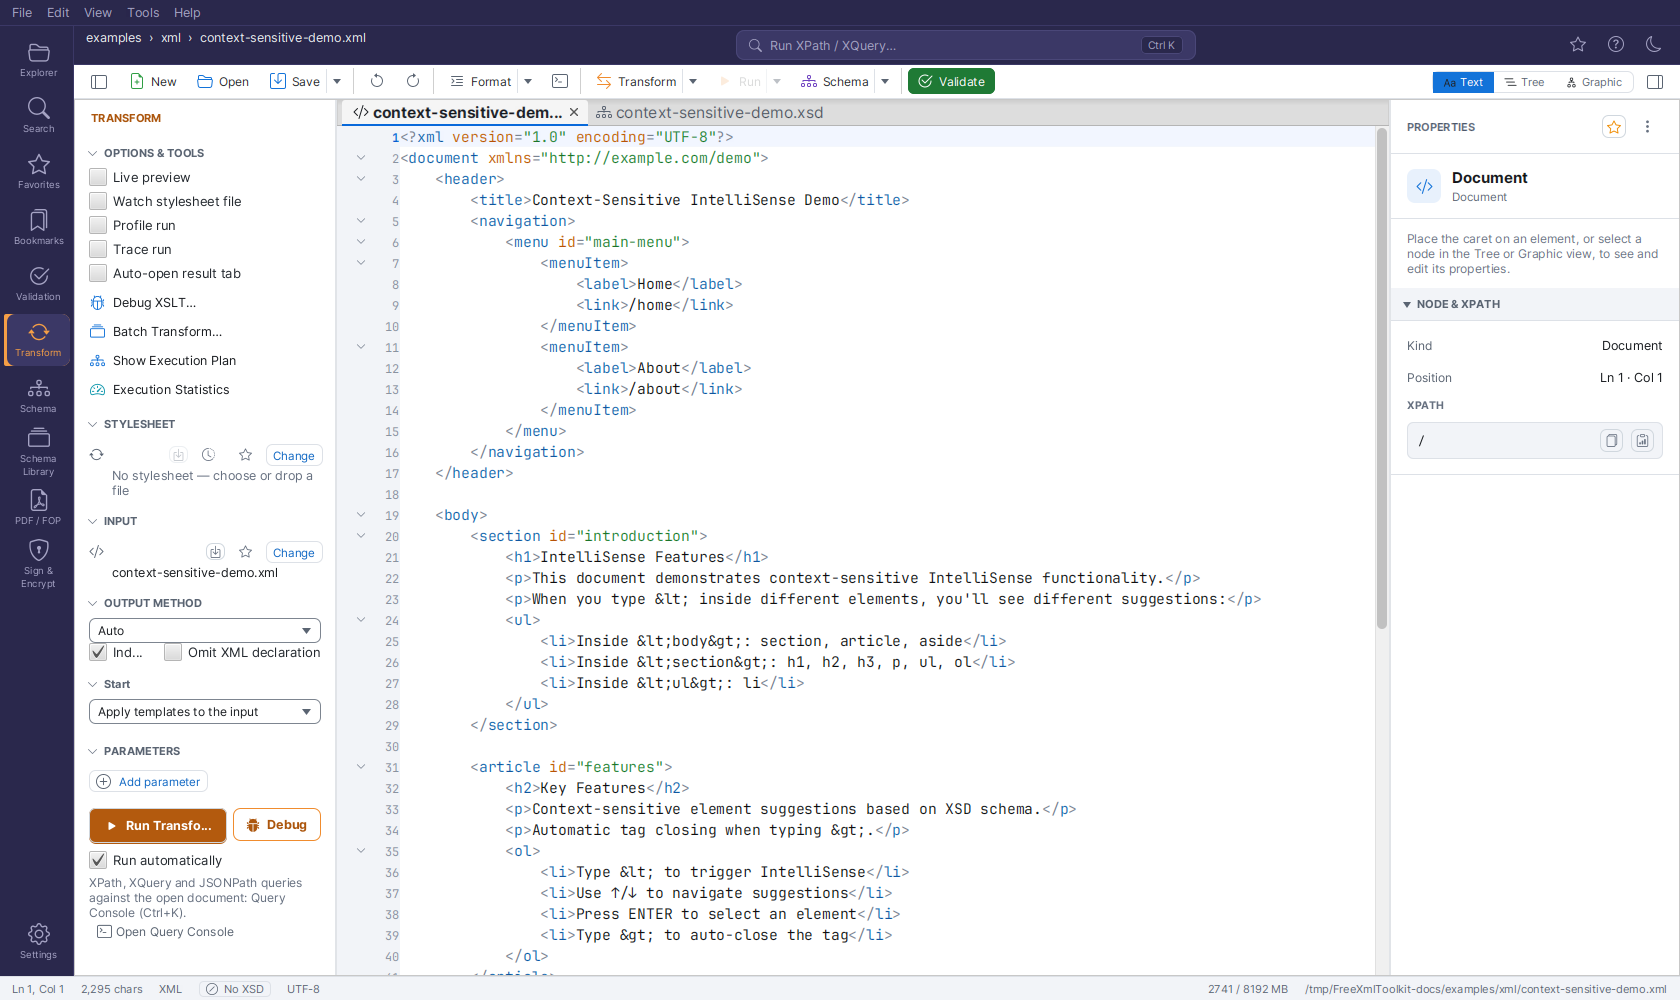 File Edit View Tools Help
examples › xml › context-sensitive-demo.xml
Run XPath / XQuery... Ctrl K
New Open Save Format Transform Run Schema Validate
Aa Text Tree Graphic
Explorer
Search
Favorites
Bookmarks
Validation
Transform
Schema
Schema
Library
PDF / FOP
Sign &
Encrypt
Settings
TRANSFORM
OPTIONS & TOOLS
Live preview
Watch stylesheet file
Profile run
Trace run
Auto-open result tab
Debug XSLT...
Batch Transform...
Show Execution Plan
Execution Statistics
STYLESHEET
Change
No stylesheet — choose or drop a
file
INPUT
Change
context-sensitive-demo.xml
OUTPUT METHOD
Auto
Ind... Omit XML declaration
Start
Apply templates to the input
PARAMETERS
Add parameter
Run Transfo... Debug
Run automatically
XPath, XQuery and JSONPath queries
against the open document: Query
Console (Ctrl+K).
Open Query Console
context-sensitive-dem... context-sensitive-demo.xsd
1 <?xml version="1.0" encoding="UTF-8"?>
2 <document xmlns="http://example.com/demo">
3 <header>
4 <title>Context-Sensitive IntelliSense Demo</title>
5 <navigation>
6 <menu id="main-menu">
7 <menuItem>
8 <label>Home</label>
9 <link>/home</link>
10 </menuItem>
11 <menuItem>
12 <label>About</label>
13 <link>/about</link>
14 </menuItem>
15 </menu>
16 </navigation>
17 </header>
18
19 <body>
20 <section id="introduction">
21 <h1>IntelliSense Features</h1>
22 <p>This document demonstrates context-sensitive IntelliSense functionality.</p>
23 <p>When you type &lt; inside different elements, you'll see different suggestions:</p>
24 <ul>
25 <li>Inside &lt;body&gt;: section, article, aside</li>
26 <li>Inside &lt;section&gt;: h1, h2, h3, p, ul, ol</li>
27 <li>Inside &lt;ul&gt;: li</li>
28 </ul>
29 </section>
30
31 <article id="features">
32 <h2>Key Features</h2>
33 <p>Context-sensitive element suggestions based on XSD schema.</p>
34 <p>Automatic tag closing when typing &gt;.</p>
35 <ol>
36 <li>Type &lt; to trigger IntelliSense</li>
37 <li>Use ↑/↓ to navigate suggestions</li>
38 <li>Press ENTER to select an element</li>
39 <li>Type &gt; to auto-close the tag</li>
40 </ol>
41 </article>
PROPERTIES
Document
Document
Place the caret on an element, or select a
node in the Tree or Graphic view, to see and
edit its properties.
NODE & XPATH
Kind Document
Position Ln 1 · Col 1
XPATH
/
Ln 1, Col 1 2,295 chars XML No XSD UTF-8 2741 / 8192 MB /tmp/FreeXmlToolkit-docs/examples/xml/context-sensitive-demo.xml